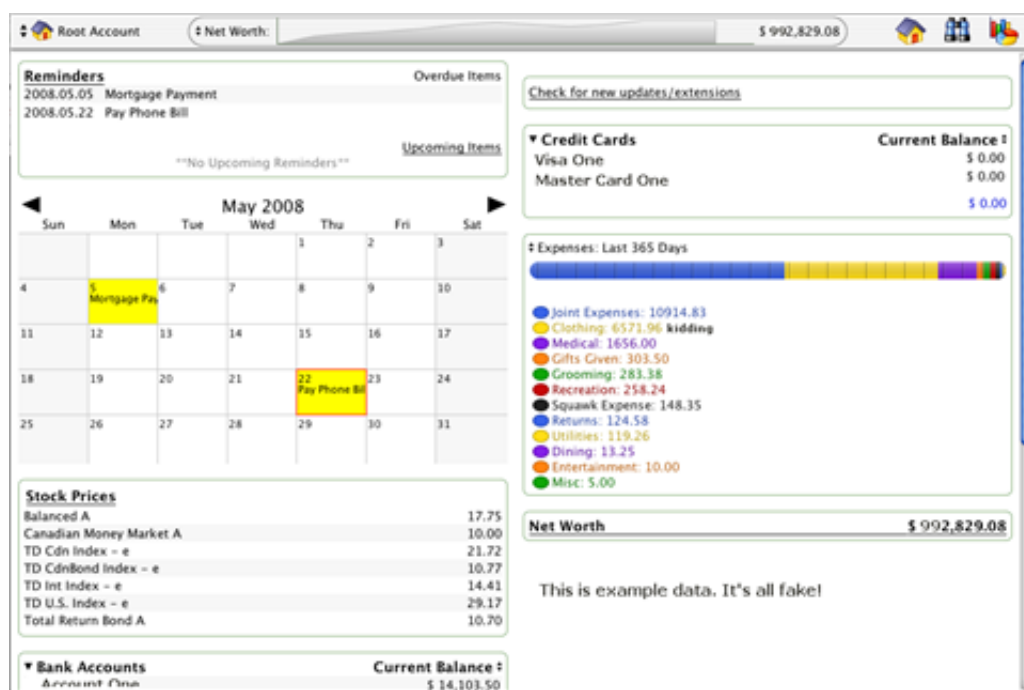 Root Account Net Worth: $ 992,829.08
Reminders Overdue Items
2008.05.05 Mortgage Payment
2008.05.22 Pay Phone Bill
Upcoming Items
**No Upcoming Reminders**
May 2008
Sun Mon Tue Wed Thu Fri Sat
1 2 3
4 5 6 7 8 9 10
Mortgage Pay
11 12 13 14 15 16 17
18 19 20 21 22 23 24
Pay Phone Bil
25 26 27 28 29 30 31
Stock Prices
Balanced A 17.75
Canadian Money Market A 10.00
TD Cdn Index - e 21.72
TD CdnBond Index - e 10.77
TD Int Index - e 14.41
TD U.S. Index - e 29.17
Total Return Bond A 10.70
Bank Accounts Current Balance
Account One $ 14,103.50
Check for new updates/extensions
Credit Cards Current Balance
Visa One $ 0.00
Master Card One $ 0.00
$ 0.00
Expenses: Last 365 Days
Joint Expenses: 10914.83
Clothing: 6571.96 kidding
Medical: 1656.00
Gifts Given: 303.50
Grooming: 283.38
Recreation: 258.24
Squawk Expense: 148.35
Returns: 124.58
Utilities: 119.26
Dining: 13.25
Entertainment: 10.00
Misc: 5.00
Net Worth $ 992,829.08
This is example data. It's all fake!